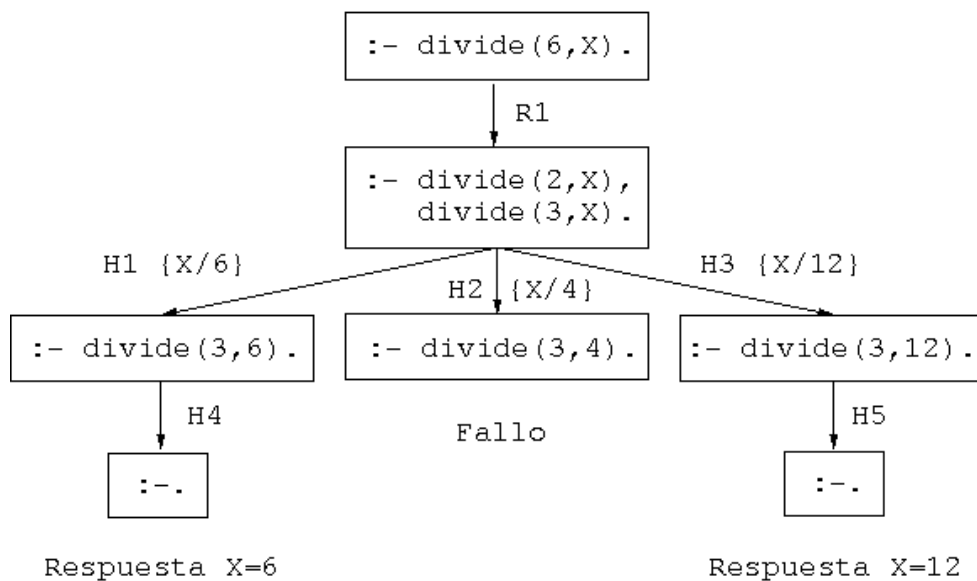 :- divide(6,X).
R1
:- divide(2,X),
divide(3,X).
H1 {X/6}
H2 {X/4}
H3 {X/12}
:- divide(3,6).
:- divide(3,4).
:- divide(3,12).
H4
Fallo
H5
:-.
:-.
Respuesta X=6
Respuesta X=12